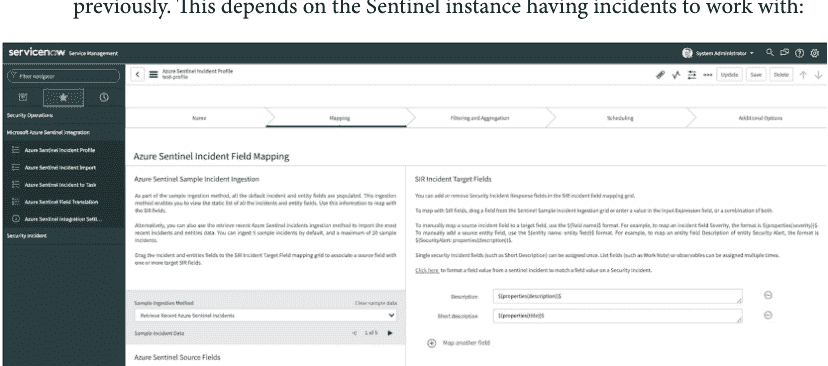 previously. This depends on the Sentinel instance having incidents to work with:
servicenow Service Management
System Administrator
Filter navigator
Azure Sentinel Incident Profile
test-profile
Update
Save
Delete
Security Operations
Microsoft Azure Sentinel Integration
Azure Sentinel Incident Profile
Azure Sentinel Incident Import
Azure Sentinel Incident to Task
Azure Sentinel Field Translation
Azure Sentinel Integration Setti...
Security Incident
Name
Mapping
Filtering and Aggregation
Scheduling
Additional Options
Azure Sentinel Incident Field Mapping
Azure Sentinel Sample Incident Ingestion
As part of the sample ingestion method, all the default incident and entity fields are populated. This ingestion
method enables you to view the static list of all the incidents and entity fields. Use this information to map with
the SIR fields.
Alternatively, you can also use the retrieve recent Azure Sentinel incidents ingestion method to import the most
recent incidents and entities data. You can ingest 5 sample incidents by default, and a maximum of 20 sample
incidents.
Drag the incident and entities fields to the SIR Incident Target Field mapping grid to associate a source field with
one or more target SIR fields.
Sample Ingestion Method
Clear sample data
Retrieve Recent Azure Sentinel Incidents
Sample Incident Data
1 of 5
Azure Sentinel Source Fields
SIR Incident Target Fields
You can add or remove Security Incident Response fields in the SIR incident field mapping grid.
To map with SIR fields, drag a field from the Sentinel Sample incident Ingestion grid or enter a value in the Input Expression field, or a combination of both.
To manually map a source incident field to a target field, use the ${field name}$ format. For example, to map an incident field Severity, the format is ${properties(severity)}$.
To manually add a source entity field, use the ${entity name: entity field}$ format. For example, to map an entity field Description of entity Security Alert, the format is
${SecurityAlert: properties(description)}$.
Single security incident fields (such as Short Description) can be assigned once. List fields (such as Work Note) or observables can be assigned multiple times.
Click here to format a field value from a sentinel incident to match a field value on a Security Incident.
Description
${properties(description)}$
Short description
${properties(title)}$
Map another field